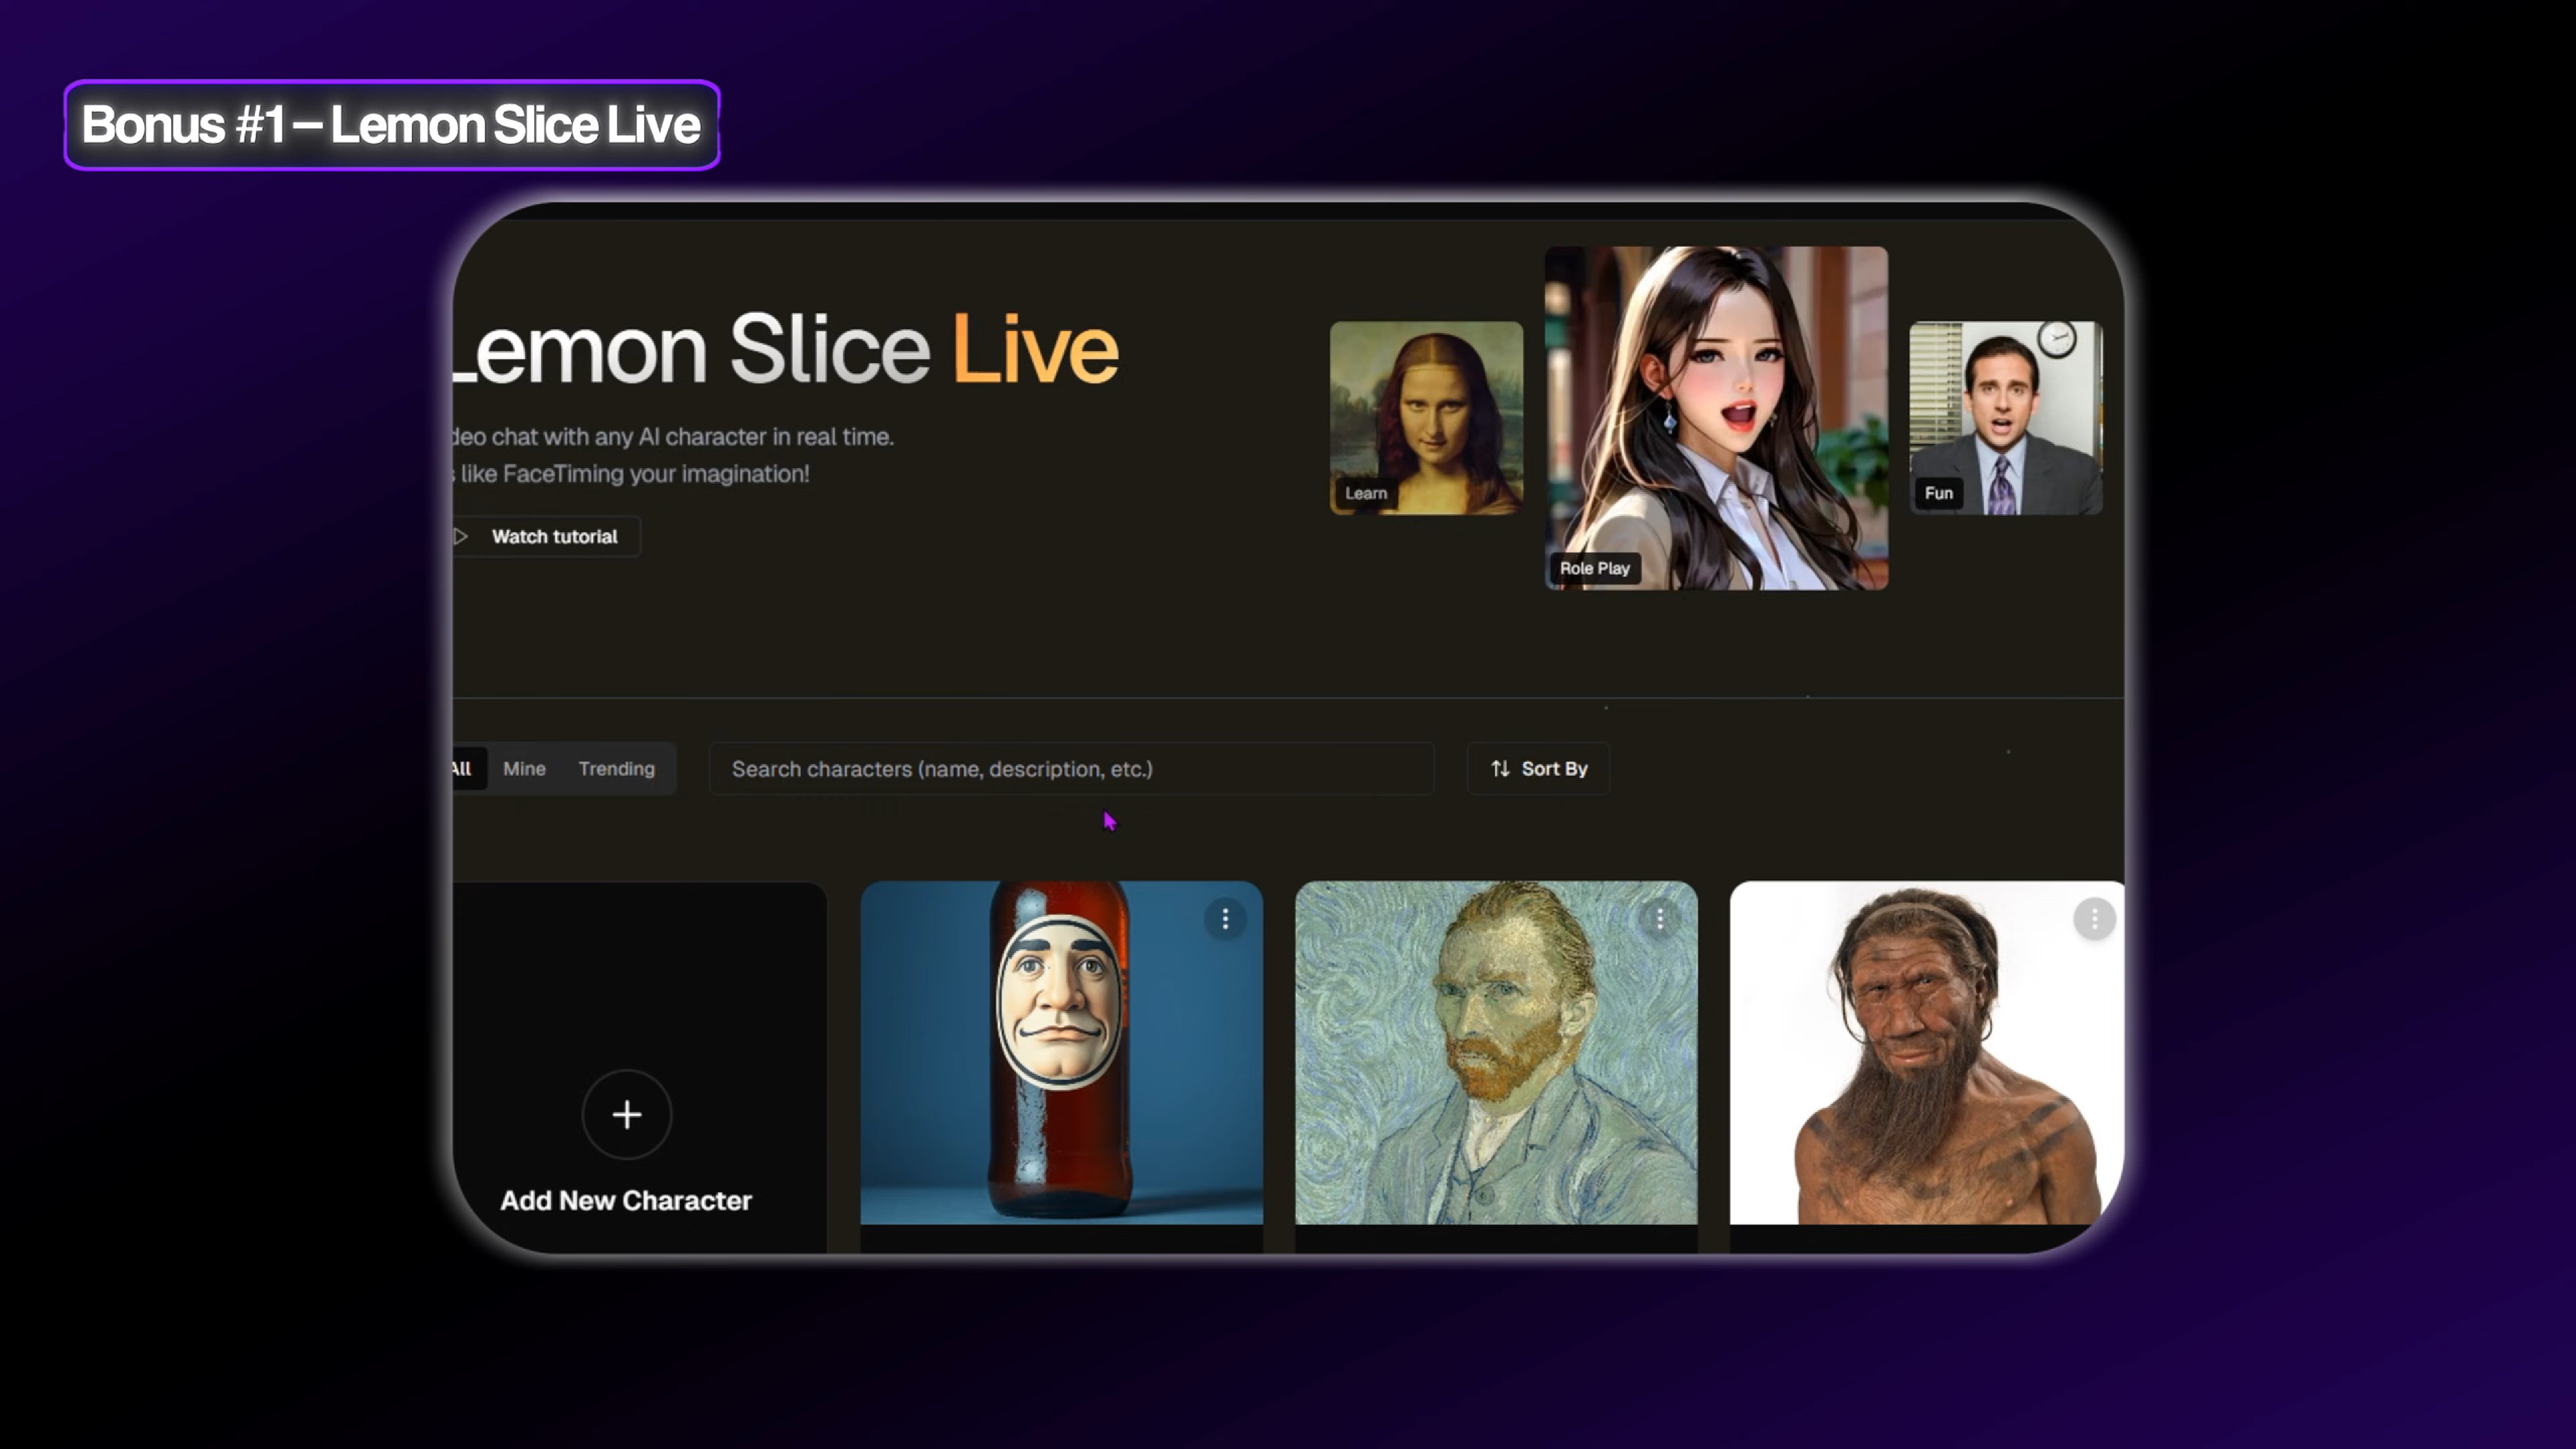 Bonus #1 – Lemon Slice Live
Lemon Slice Live
deo chat with any AI character in real time.
s like FaceTiming your imagination!
Watch tutorial
Learn
Role Play
Fun
All
Mine
Trending
Search characters (name, description, etc.)
Sort By
Add New Character